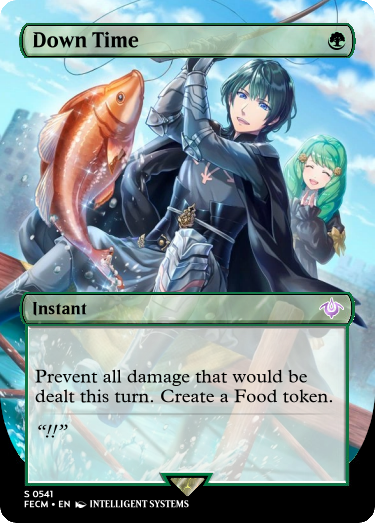 Down Time
Instant
Prevent all damage that would be
dealt this turn. Create a Food token.
“!!”
S 0541
FECM • EN INTELLIGENT SYSTEMS